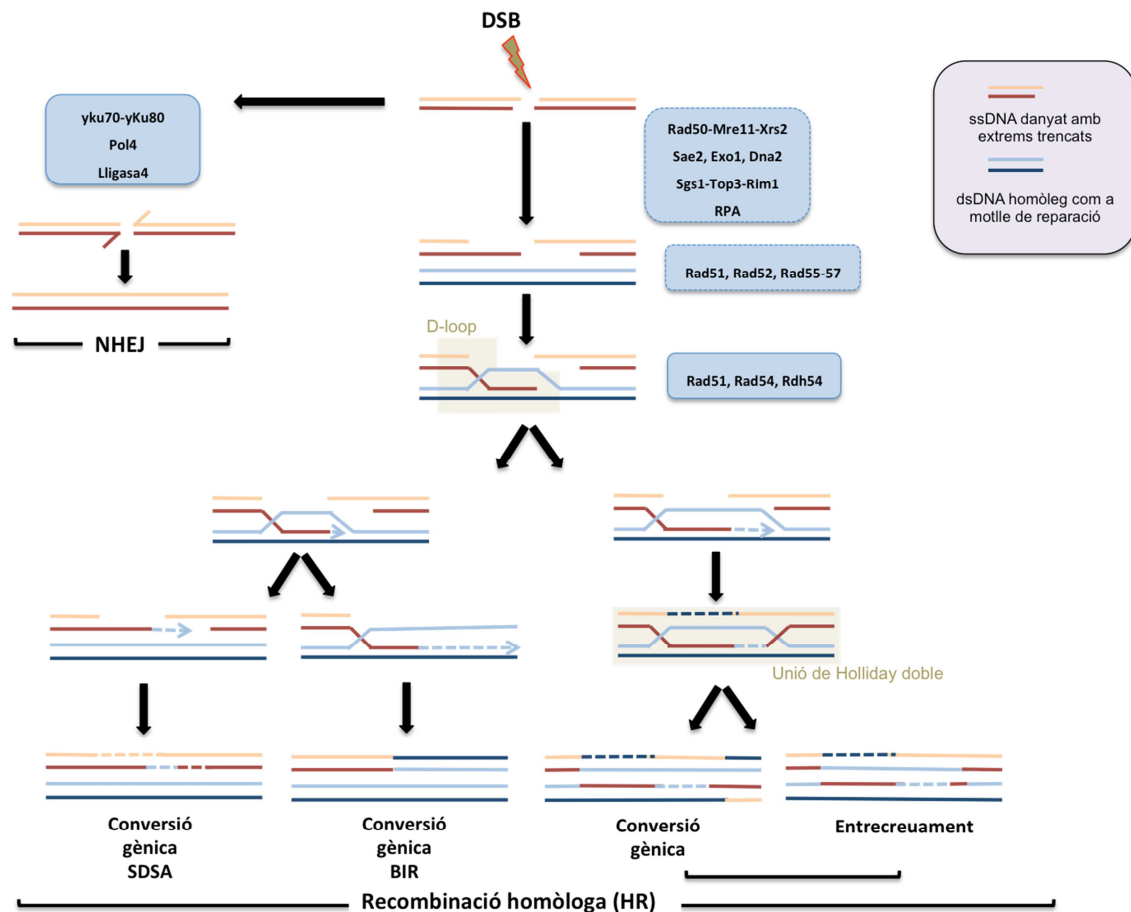 DSB
yku70-yKu80
Pol4
Lligasa4
NHEJ
Rad50-Mre11-Xrs2
Sae2, Exo1, Dna2
Sgs1-Top3-Rim1
RPA
ssDNA danyat amb
extrems trencats
dsDNA homòleg com a
motlle de reparació
Rad51, Rad52, Rad55-57
D-loop
Rad51, Rad54, Rdh54
Unió de Holliday doble
Conversió
gènica
SDSA
Conversió
gènica
BIR
Conversió
gènica
Entrecreuament
Recombinació homòloga (HR)